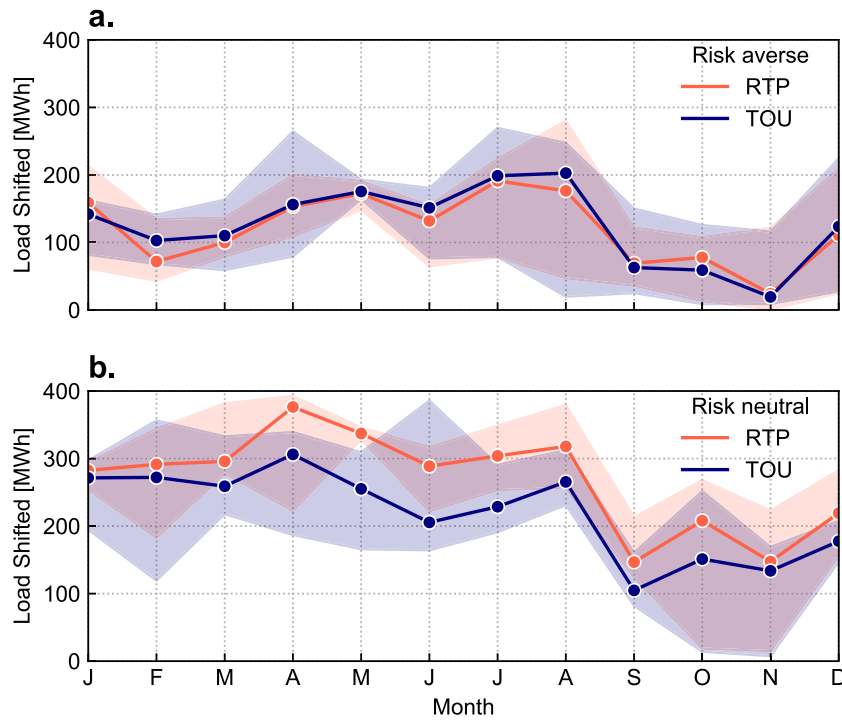 a.
400
300
200
100
0
Load Shifted [MWh]
Risk averse
RTP
TOU
b.
400
300
200
100
0
Load Shifted [MWh]
Risk neutral
RTP
TOU
J F M A M J J A S O N D
Month